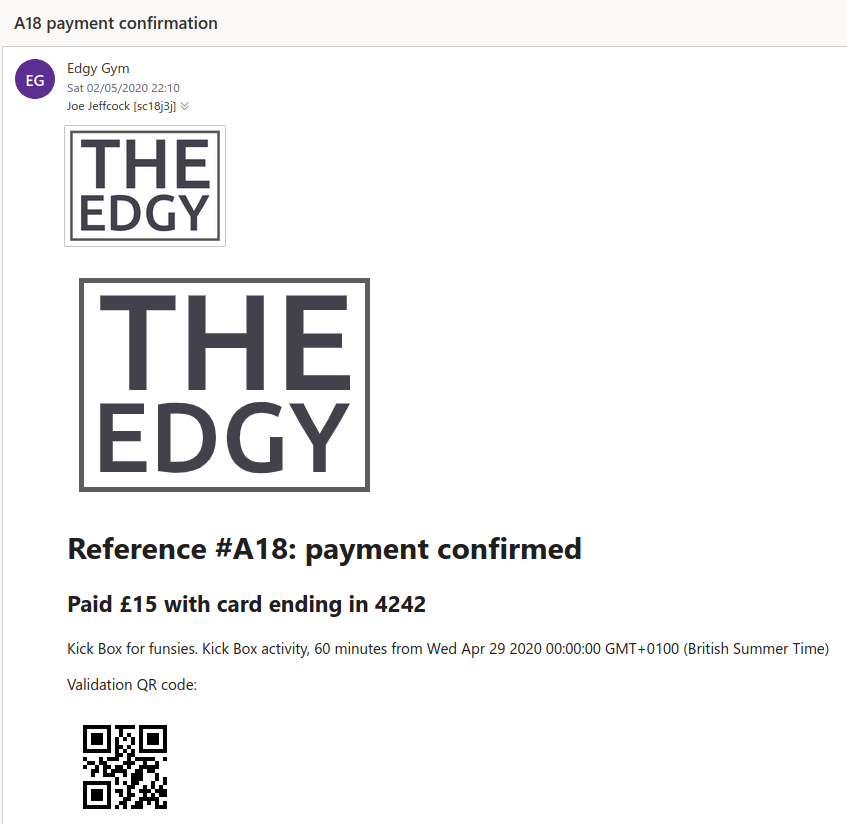 A18 payment confirmation
EG
Edgy Gym
Sat 02/05/2020 22:10
Joe Jeffcock [sc18j3j]
THE
EDGY
THE
EDGY
Reference #A18: payment confirmed
Paid £15 with card ending in 4242
Kick Box for funsies. Kick Box activity, 60 minutes from Wed Apr 29 2020 00:00:00 GMT+0100 (British Summer Time)
Validation QR code: